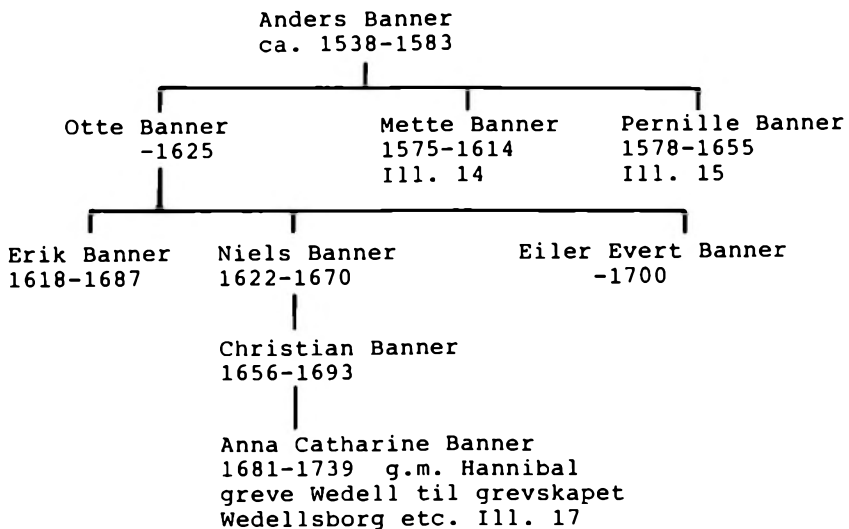 Anders Banner
ca. 1538-1583
Otte Banner
-1625
Mette Banner
1575-1614
Ill. 14
Pernille Banner
1578-1655
Ill. 15
Erik Banner
1618-1687
Niels Banner
1622-1670
Eiler Evert Banner
-1700
Christian Banner
1656-1693
Anna Catharine Banner
1681-1739 g.m. Hannibal
greve Wedell til grevskapet
Wedellsborg etc. Ill. 17